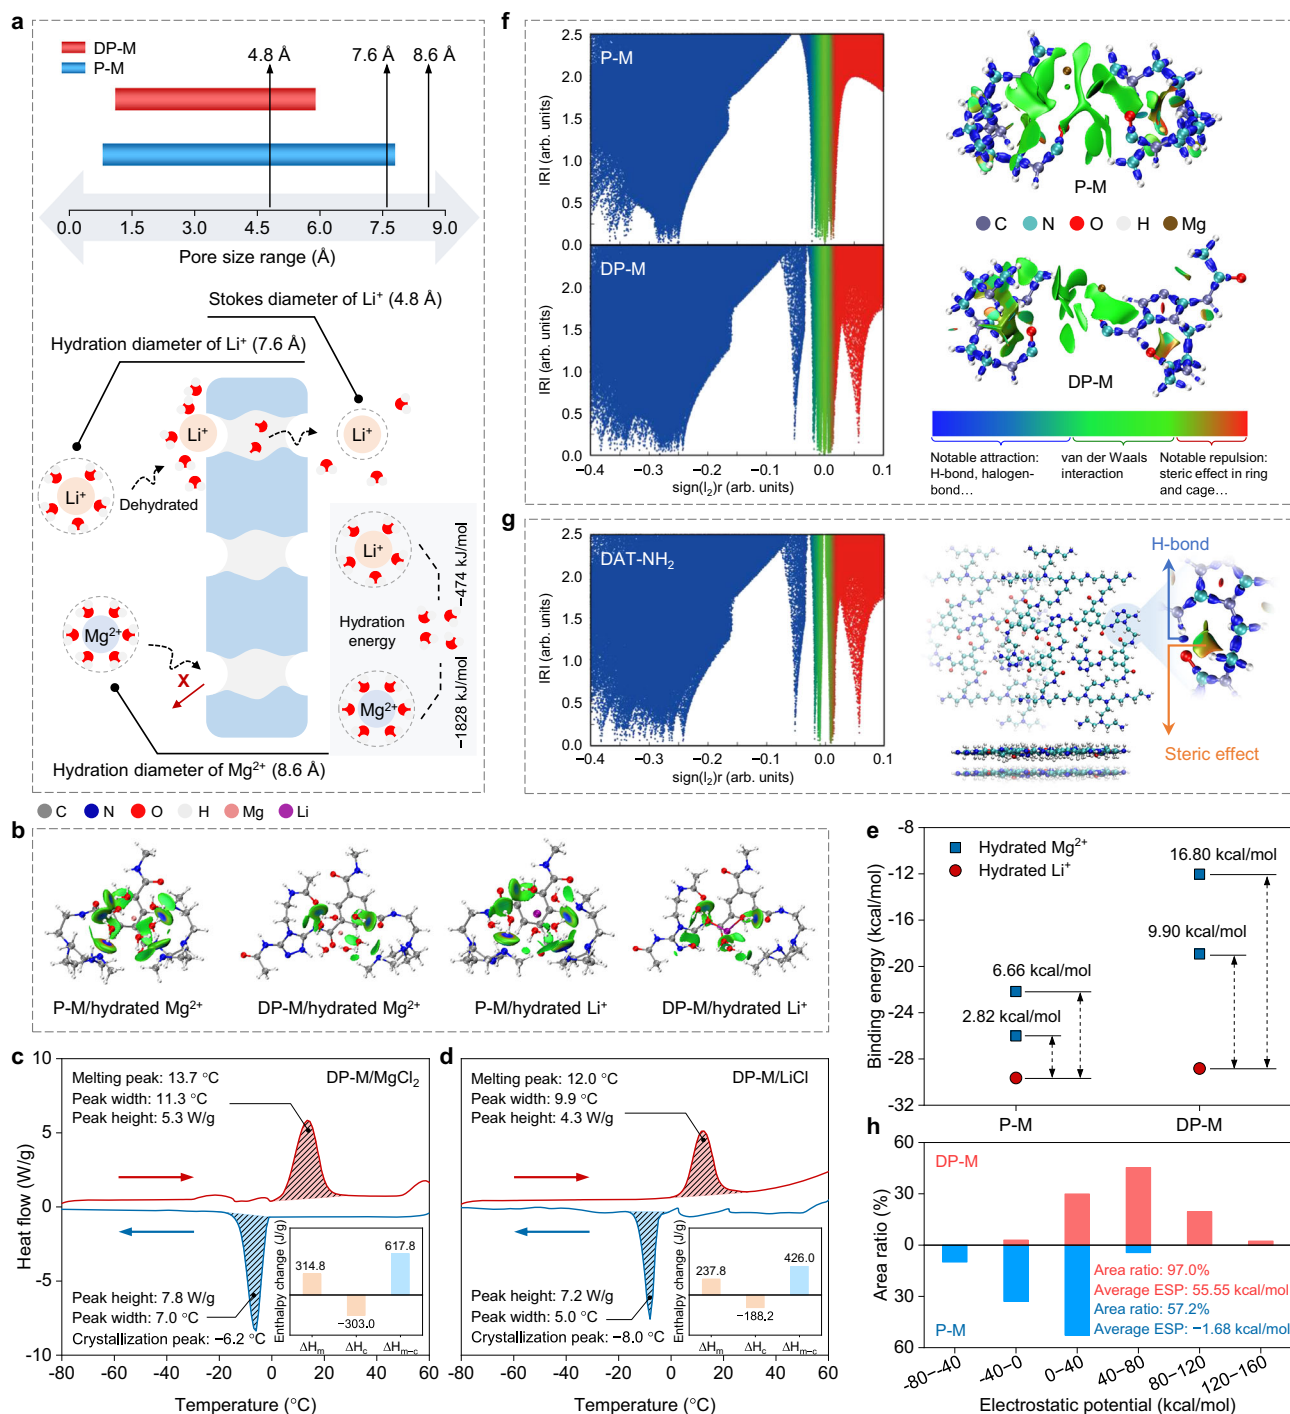 a
DP-M
P-M
4.8 Å
7.6 Å
8.6 Å
0.0 1.5 4.5 6.0 7.5 9.0
Pore size range (Å)
Stokes diameter of Li⁺ (4.8 Å)
Hydration diameter of Li⁺ (7.6 Å)
Li⁺
Li⁺
Li⁺
Dehydrated
Li⁺
−474 kJ/mol
Hydration
energy
Mg²⁺
X
Mg²⁺
−1828 kJ/mol
Hydration diameter of Mg²⁺ (8.6 Å)
f
P-M
2.5
2.0
1.5
1.0
0.5
0.0
IRI (arb. units)
DP-M
2.0
1.5
1.0
0.5
0.0
IRI (arb. units)
−0.4 −0.3 −0.2 −0.1 0.0 0.1
sign(l₂)r (arb. units)
P-M
C N O H Mg
DP-M
Notable attraction:
H-bond, halogen-
bond…
van der Waals
interaction
Notable repulsion:
steric effect in ring
and cage…
g
DAT-NH₂
2.5
2.0
1.5
1.0
0.5
0.0
IRI (arb. units)
−0.4 −0.3 −0.2 −0.1 0.0 0.1
sign(l₂)r (arb. units)
H-bond
Steric effect
C N O H Mg Li
b
P-M/hydrated Mg²⁺
DP-M/hydrated Mg²⁺
P-M/hydrated Li⁺
DP-M/hydrated Li⁺
e
Hydrated Mg²⁺
Hydrated Li⁺
16.80 kcal/mol
9.90 kcal/mol
6.66 kcal/mol
2.82 kcal/mol
-8
−12
−16
−20
−24
−28
−32
Binding energy (kcal/mol)
P-M
DP-M
c
DP-M/MgCl₂
Melting peak: 13.7 °C
Peak width: 11.3 °C
Peak height: 5.3 W/g
10
5
0
-5
-10
Heat flow (W/g)
Peak height: 7.8 W/g
Peak width: 7.0 °C
Crystallization peak: −6.2 °C
Enthalpy change (J/g)
314.8
−303.0
617.8
ΔHₘ ΔH꜀ ΔHₘ₋꜀
-80 -60 -40 -20 0 20 40 60
Temperature (°C)
d
DP-M/LiCl
Melting peak: 12.0 °C
Peak width: 9.9 °C
Peak height: 4.3 W/g
Peak height: 7.2 W/g
Peak width: 5.0 °C
Crystallization peak: −8.0 °C
Enthalpy change (J/g)
237.8
−188.2
426.0
ΔHₘ ΔH꜀ ΔHₘ₋꜀
-80 -60 -40 -20 0 20 40 60
Temperature (°C)
h
DP-M
P-M
60
30
0
30
60
Area ratio (%)
Area ratio: 97.0%
Average ESP: 55.55 kcal/mol
Area ratio: 57.2%
Average ESP: −1.68 kcal/mol
-80−-40
-40−0
0−40
40−80
80−120
120−160
Electrostatic potential (kcal/mol)